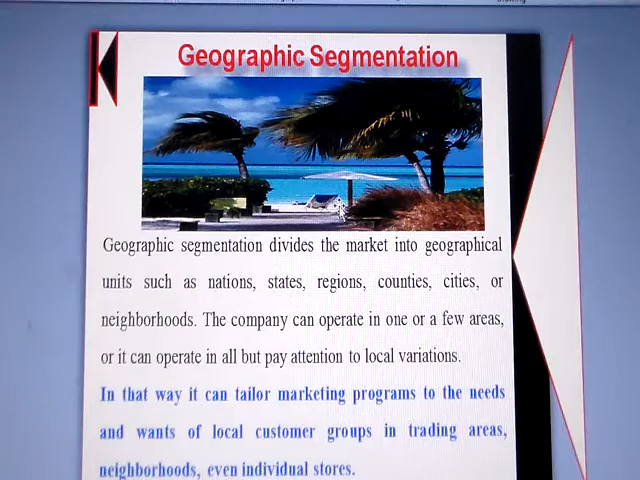 Geographic Segmentation
Geographic segmentation divides the market into geographical
units such as nations, states, regions, counties, cities, or
neighborhoods. The company can operate in one or a few areas,
or it can operate in all but pay attention to local variations.
In that way it can tailor marketing programs to the needs
and wants of local customer groups in trading areas,
neighborhoods, even individual stores.